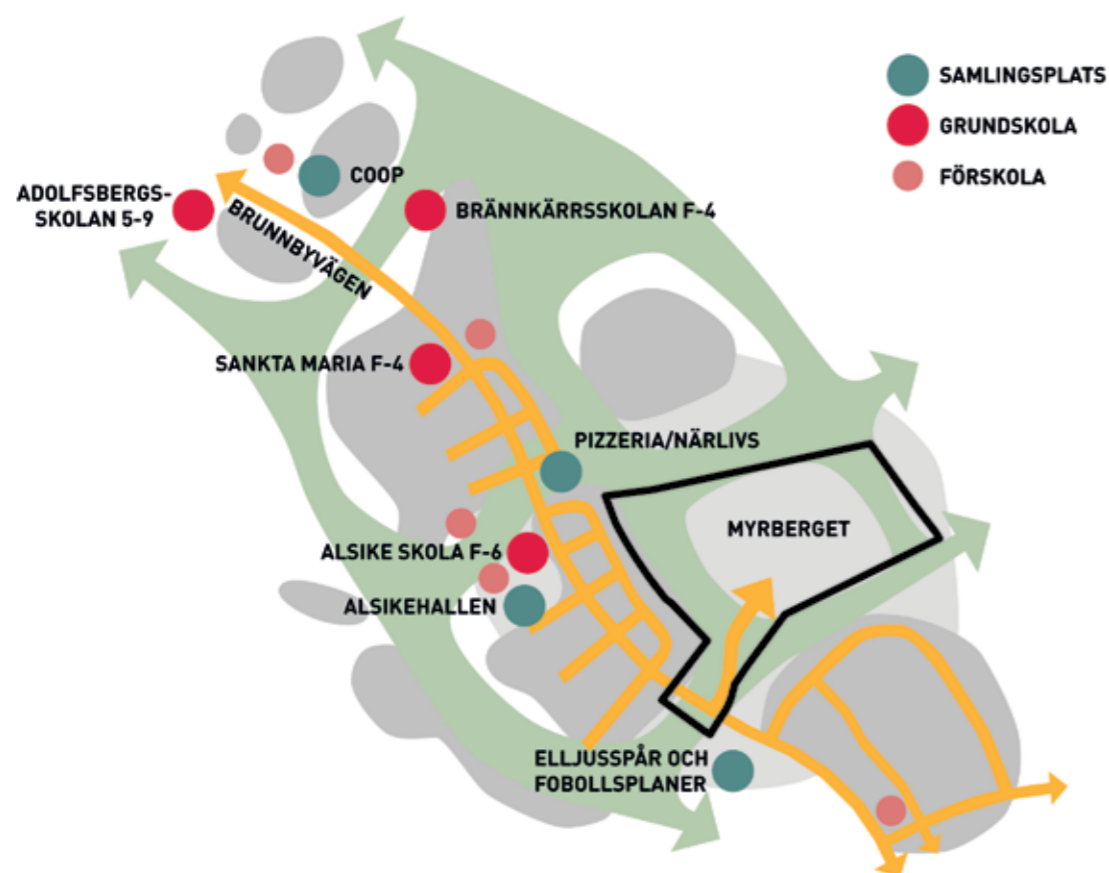 SAMLINGSPLATS
GRUNDSKOLA
FÖRSKOLA
COOP
ADOLFSBERGS-
SKOLAN 5-9
BRUNNBYVÄGEN
BRÄNNKÄRRSSKOLAN F-4
SANKTA MARIA F-4
PIZZERIA/NÄRLIVS
MYRBERGET
ALSIKE SKOLA F-6
ALSIKEHALLEN
ELLJUSSPÅR OCH
FOBOLLSPLANER